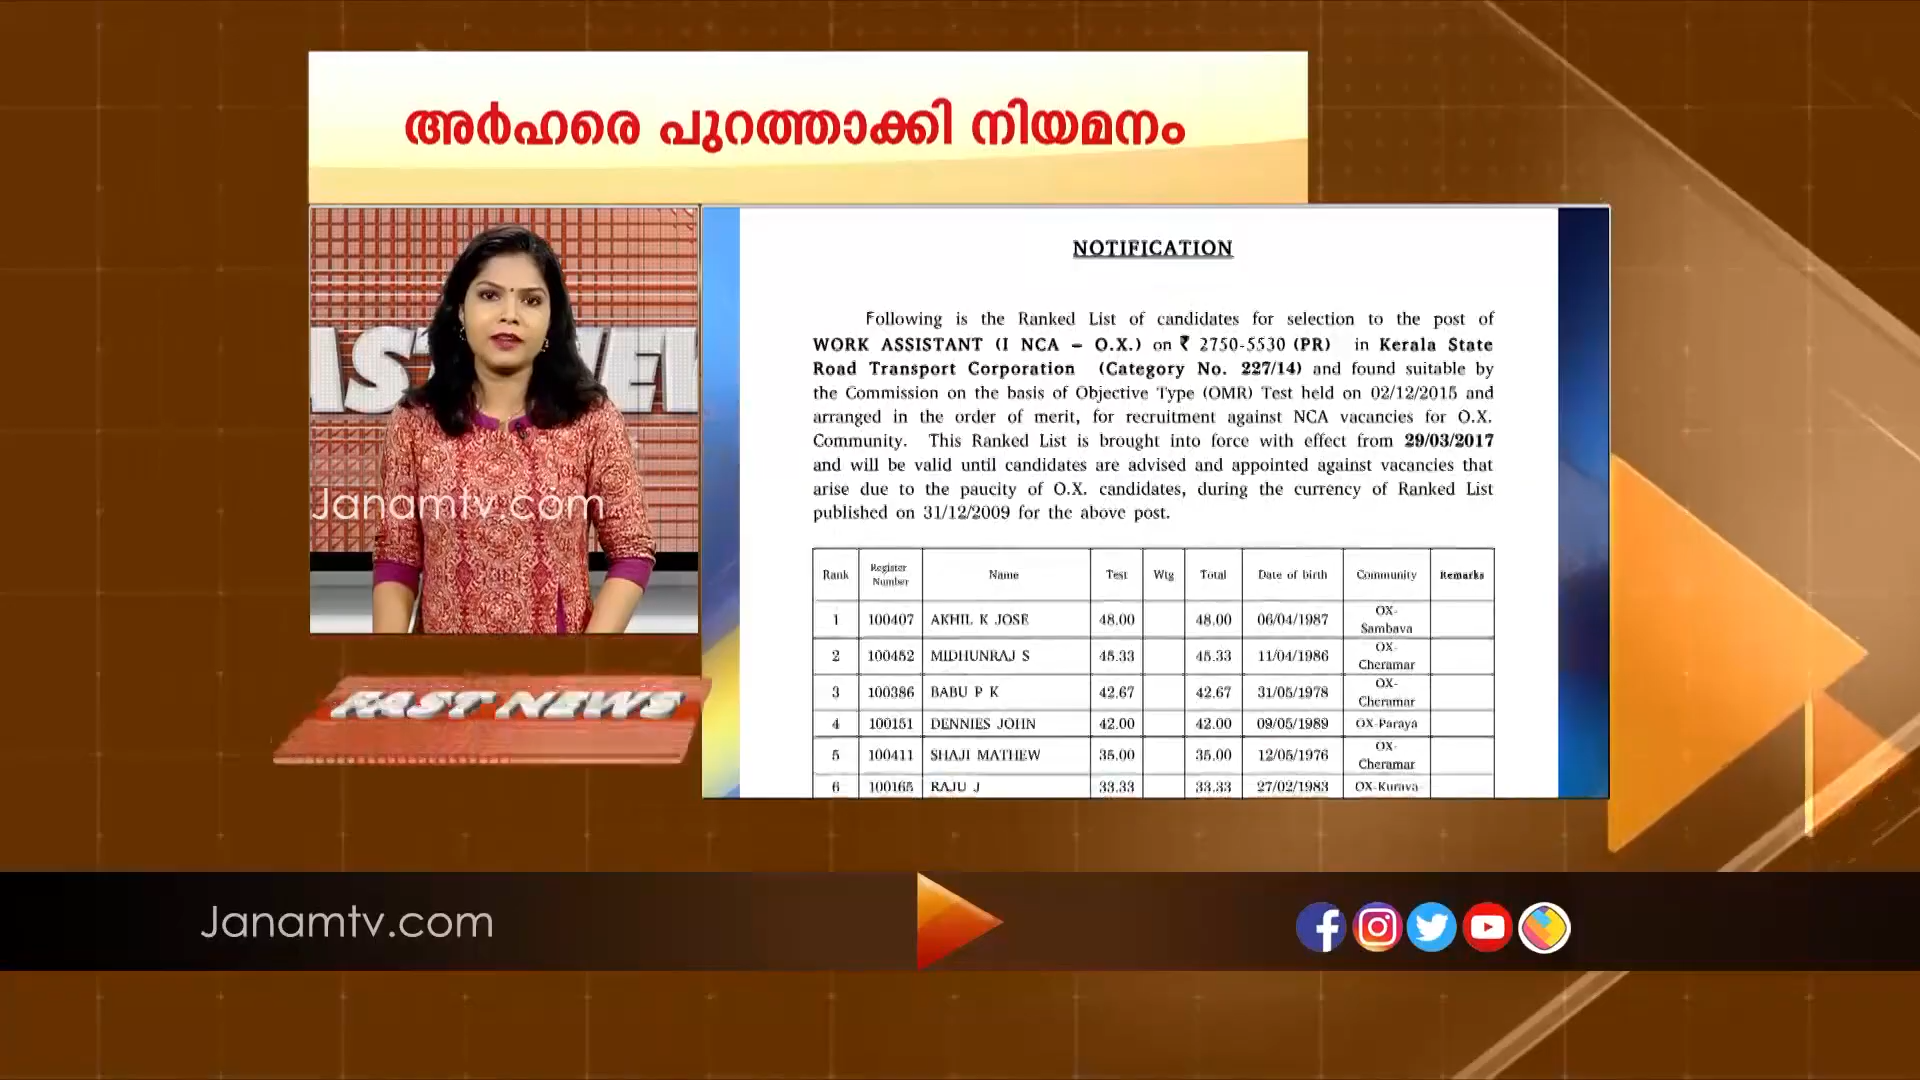 അർഹരെ പുറത്താക്കി നിയമനം
Janamtv.com
FAST NEWS
NOTIFICATION
Following is the Ranked List of candidates for selection to the post of
WORK ASSISTANT (I NCA – O.X.) on ₹ 2750-5530 (PR) in Kerala State
Road Transport Corporation (Category No. 227/14) and found suitable by
the Commission on the basis of Objective Type (OMR) Test held on 02/12/2015 and
arranged in the order of merit, for recruitment against NCA vacancies for O.X.
Community. This Ranked List is brought into force with effect from 29/03/2017
and will be valid until candidates are advised and appointed against vacancies that
arise due to the paucity of O.X. candidates, during the currency of Ranked List
published on 31/12/2009 for the above post.
Rank Register Number Name Test Wtg Total Date of birth Community Remarks
1 100407 AKHIL K JOSE 48.00 48.00 06/04/1987 OX-Sambava
2 100452 MIDHUNRAJ S 45.33 45.33 11/04/1986 OX-Cheramar
3 100386 BABU P K 42.67 42.67 31/05/1978 OX-Cheramar
4 100151 DENNIES JOHN 42.00 42.00 09/05/1989 OX-Paraya
5 100411 SHAJI MATHEW 35.00 35.00 12/05/1976 OX-Cheramar
6 100165 RAJU J 33.33 33.33 27/02/1983 OX-Kurava
Janamtv.com